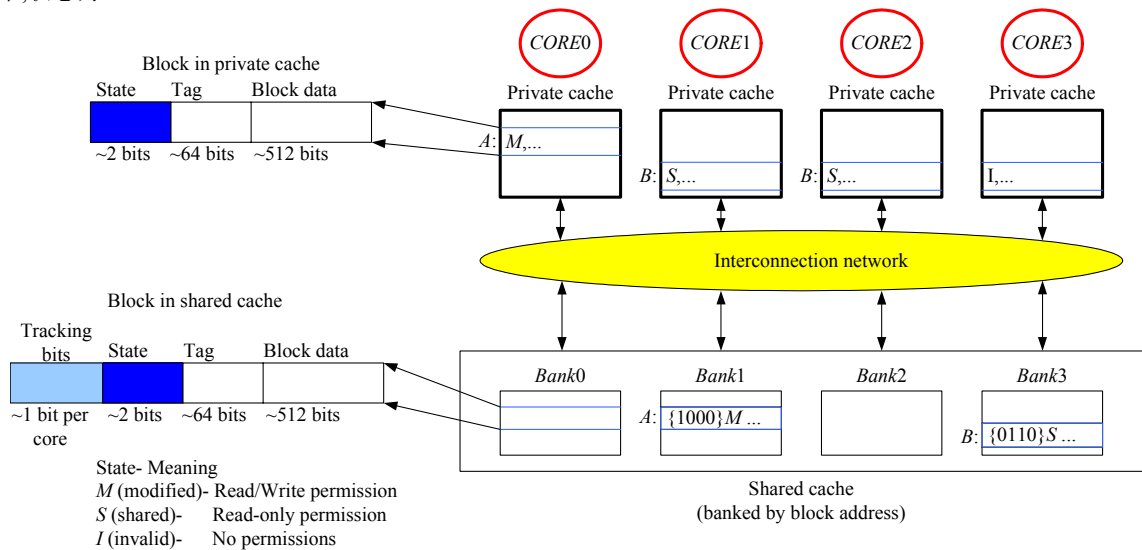 CORE0
CORE1
CORE2
CORE3
Block in private cache
State Tag Block data
~2 bits ~64 bits ~512 bits
Private cache
Private cache
Private cache
Private cache
A: M,...
B: S,...
B: S,...
I,...
Interconnection network
Block in shared cache
Tracking bits State Tag Block data
~1 bit per core ~2 bits ~64 bits ~512 bits
Bank0
Bank1
Bank2
Bank3
A: {1000}M ...
B: {0110}S ...
Shared cache
(banked by block address)
State- Meaning
M (modified)- Read/Write permission
S (shared)- Read-only permission
I (invalid)- No permissions